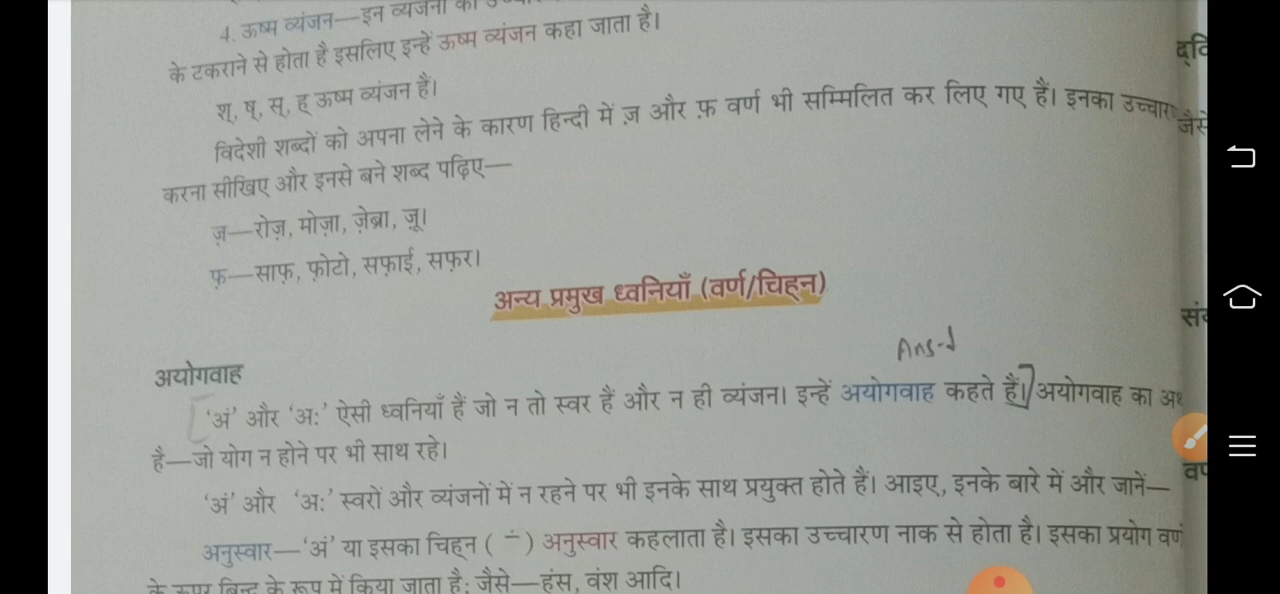 4. ऊष्म व्यंजन—इन व्यंजनों का
के टकराने से होता है इसलिए इन्हें ऊष्म व्यंजन कहा जाता है।
श्, ष्, स्, ह् ऊष्म व्यंजन हैं।
विदेशी शब्दों को अपना लेने के कारण हिन्दी में ज़ और फ़ वर्ण भी सम्मिलित कर लिए गए हैं। इनका उच्चार
करना सीखिए और इनसे बने शब्द पढ़िए—
ज़—रोज़, मोज़ा, ज़ेब्रा, ज़ू।
फ़—साफ़, फ़ोटो, सफ़ाई, सफ़र।
अन्य प्रमुख ध्वनियाँ (वर्ण/चिह्न)
Ans-1
अयोगवाह
'अं' और 'अः' ऐसी ध्वनियाँ हैं जो न तो स्वर हैं और न ही व्यंजन। इन्हें अयोगवाह कहते हैं। अयोगवाह का
है—जो योग न होने पर भी साथ रहे।
'अं' और 'अः' स्वरों और व्यंजनों में न रहने पर भी इनके साथ प्रयुक्त होते हैं। आइए, इनके बारे में और जानें—
अनुस्वार—'अं' या इसका चिह्न ( ∸ ) अनुस्वार कहलाता है। इसका उच्चारण नाक से होता है। इसका प्रयोग
के ऊपर बिन्दु के रूप में किया जाता है; जैसे—हंस, वंश आदि।
जैसे